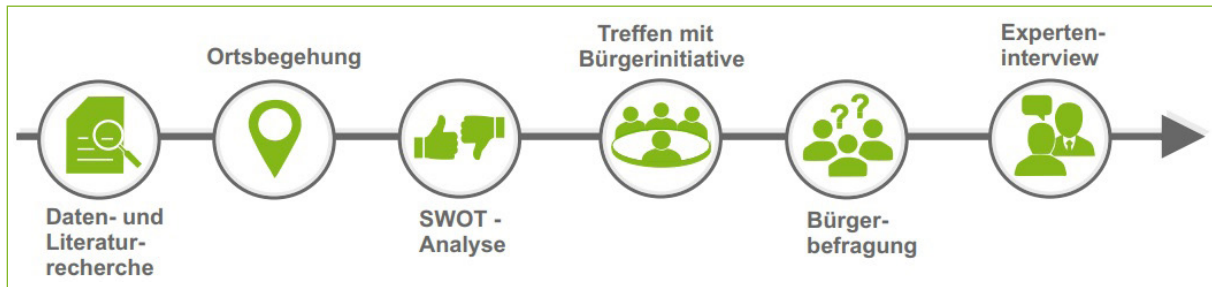 Daten- und
Literatur-
recherche
Ortsbegehung
SWOT -
Analyse
Treffen mit
Bürgerinitiative
??
Bürger-
befragung
Experten-
interview